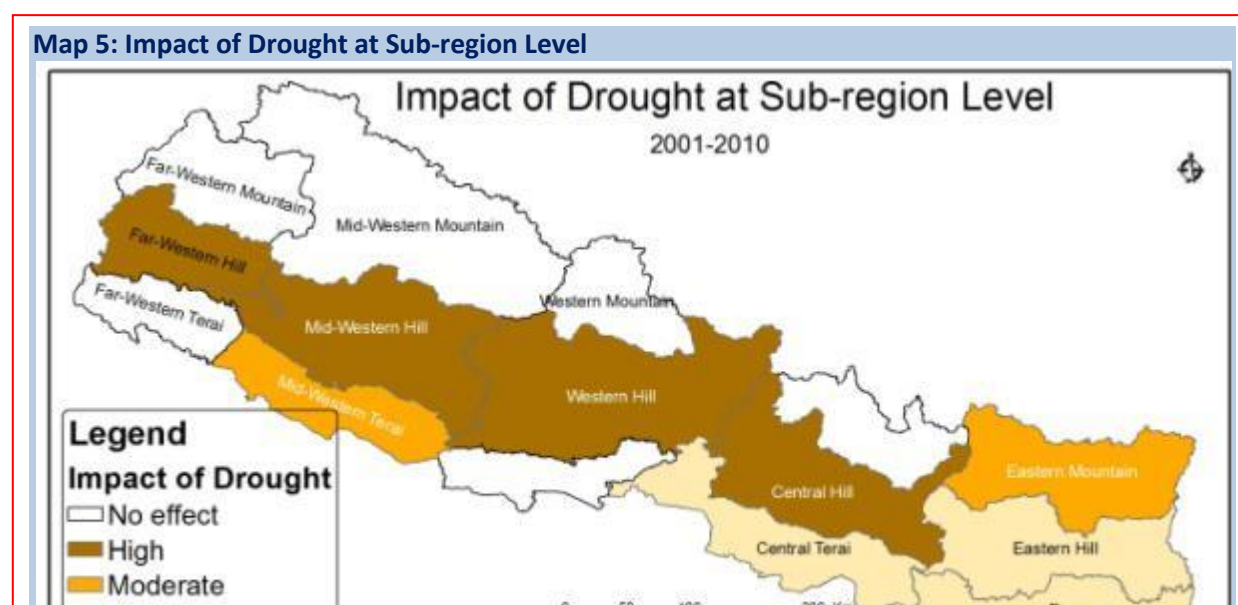 Map 5: Impact of Drought at Sub-region Level
Impact of Drought at Sub-region Level
2001-2010
Far-Western Mountain
Mid-Western Mountain
Far-Western Hill
Far-Western Terai
Western Mountain
Mid-Western Hill
Mid-Western Terai
Western Hill
Central Hill
Eastern Mountain
Central Terai
Eastern Hill
Legend
Impact of Drought
No effect
High
Moderate